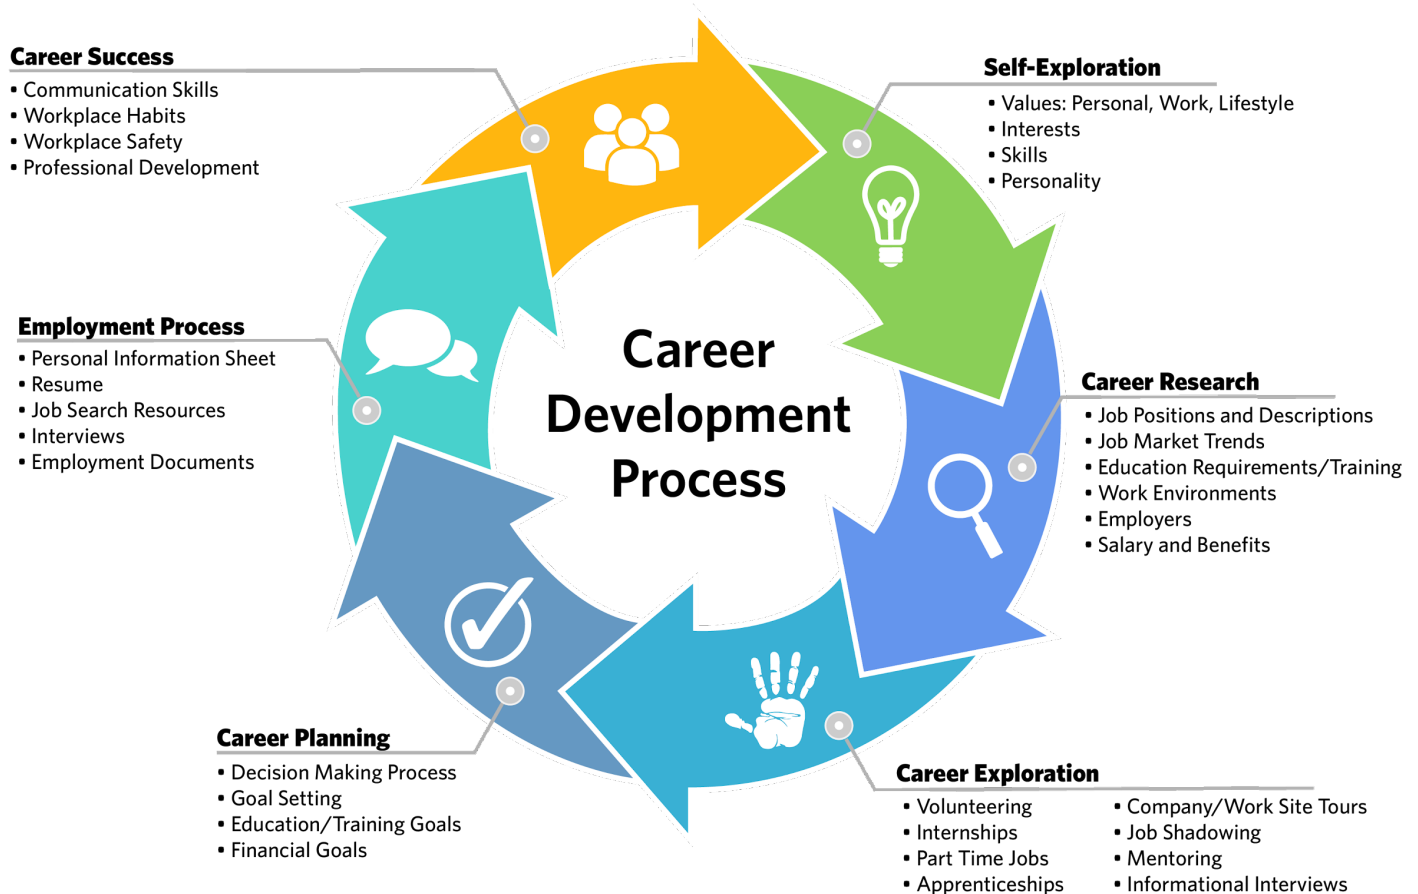 Career Success
• Communication Skills
• Workplace Habits
• Workplace Safety
• Professional Development
Self-Exploration
• Values: Personal, Work, Lifestyle
• Interests
• Skills
• Personality
Employment Process
• Personal Information Sheet
• Resume
• Job Search Resources
• Interviews
• Employment Documents
Career
Development
Process
Career Research
• Job Positions and Descriptions
• Job Market Trends
• Education Requirements/Training
• Work Environments
• Employers
• Salary and Benefits
Career Planning
• Decision Making Process
• Goal Setting
• Education/Training Goals
• Financial Goals
Career Exploration
• Volunteering
• Internships
• Part Time Jobs
• Apprenticeships
• Company/Work Site Tours
• Job Shadowing
• Mentoring
• Informational Interviews